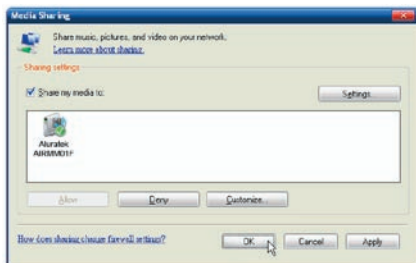 Media Sharing
Share music, pictures, and video on your network.
Learn more about sharing.
Sharing settings
Share my media to:
Settings...
Aluratek
AIRMM01F
Allow
Deny
Customize...
How does sharing change firewall settings?
OK
Cancel
Apply